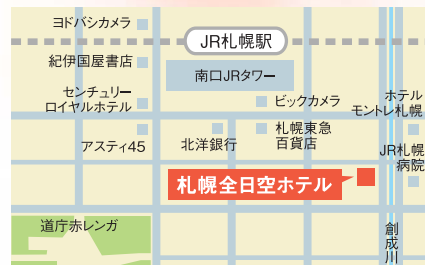 ヨドバシカメラ
JR札幌駅
紀伊国屋書店
南口JRタワー
センチュリー
ロイヤルホテル
ビックカメラ
ホテル
モントレ札幌
アスティ45
北洋銀行
札幌東急
百貨店
JR札幌
病院
札幌全日空ホテル
道庁赤レンガ
創成川